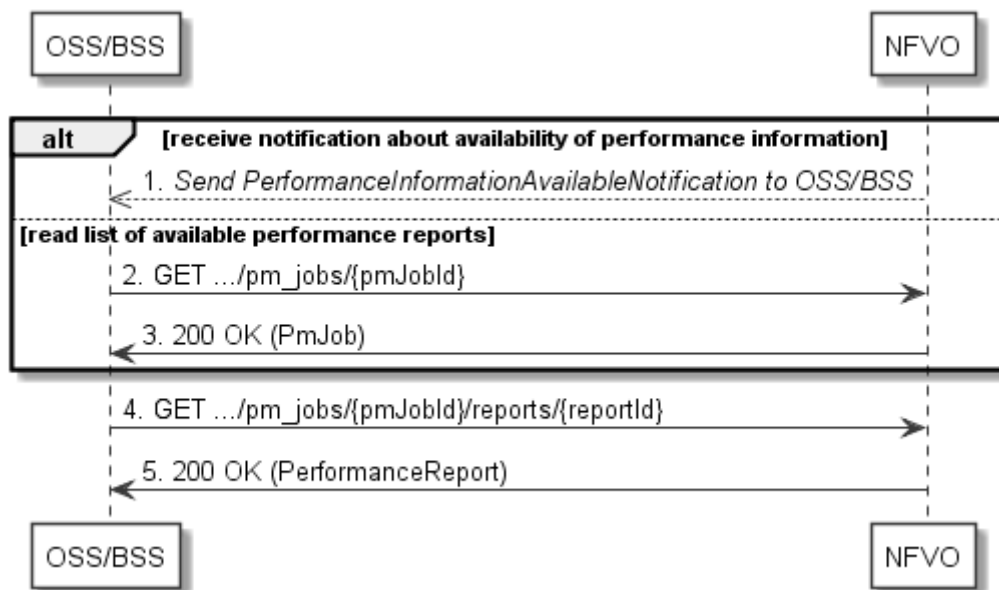 OSS/BSS NFVO
alt [receive notification about availability of performance information]
1. Send PerformanceInformationAvailableNotification to OSS/BSS
[read list of available performance reports]
2. GET .../pm_jobs/{pmJobId}
3. 200 OK (PmJob)
4. GET .../pm_jobs/{pmJobId}/reports/{reportId}
5. 200 OK (PerformanceReport)
OSS/BSS NFVO